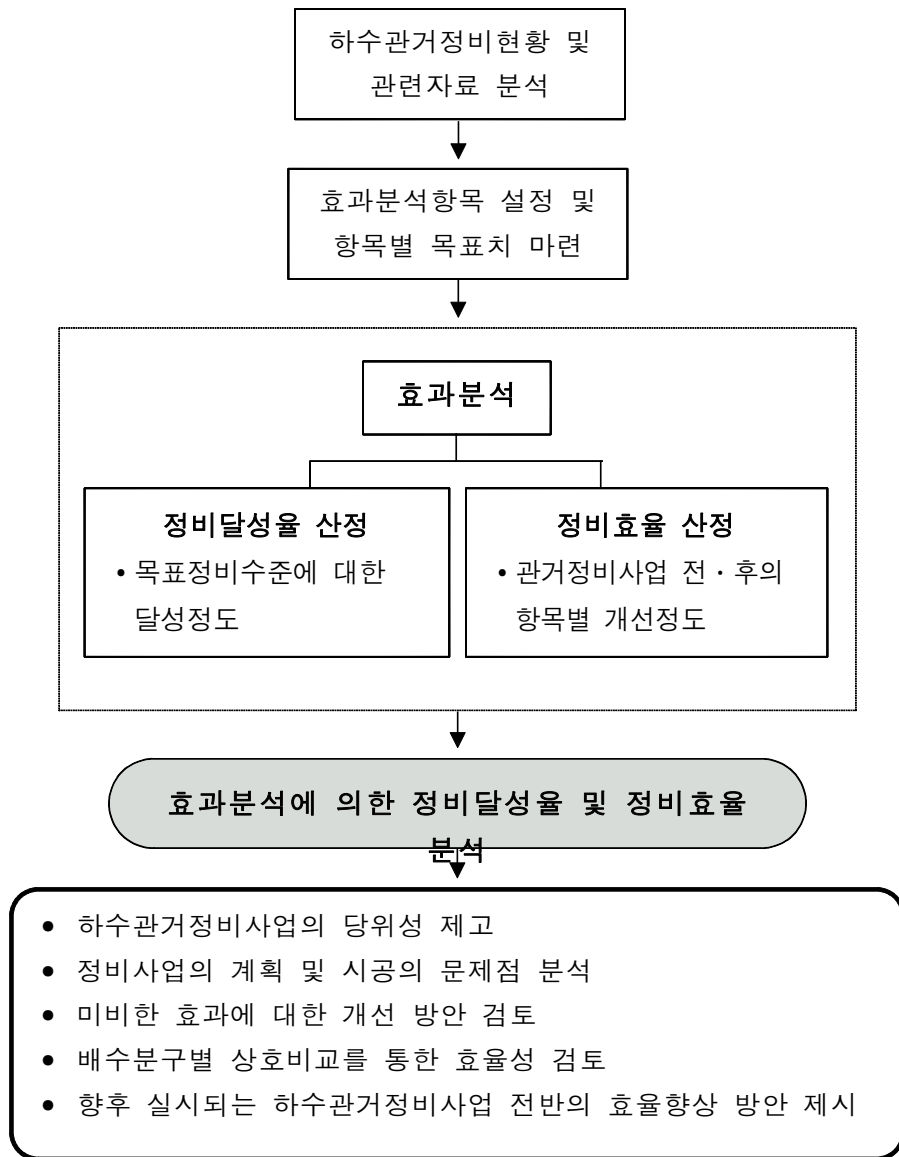 하수관거정비현황 및
관련자료 분석
효과분석항목 설정 및
항목별 목표치 마련
효과분석
정비달성율 산정
• 목표정비수준에 대한
달성정도
정비효율 산정
• 관거정비사업 전·후의
항목별 개선정도
효과분석에 의한 정비달성율 및 정비효율
분석
• 하수관거정비사업의 당위성 제고
• 정비사업의 계획 및 시공의 문제점 분석
• 미비한 효과에 대한 개선 방안 검토
• 배수분구별 상호비교를 통한 효율성 검토
• 향후 실시되는 하수관거정비사업 전반의 효율향상 방안 제시